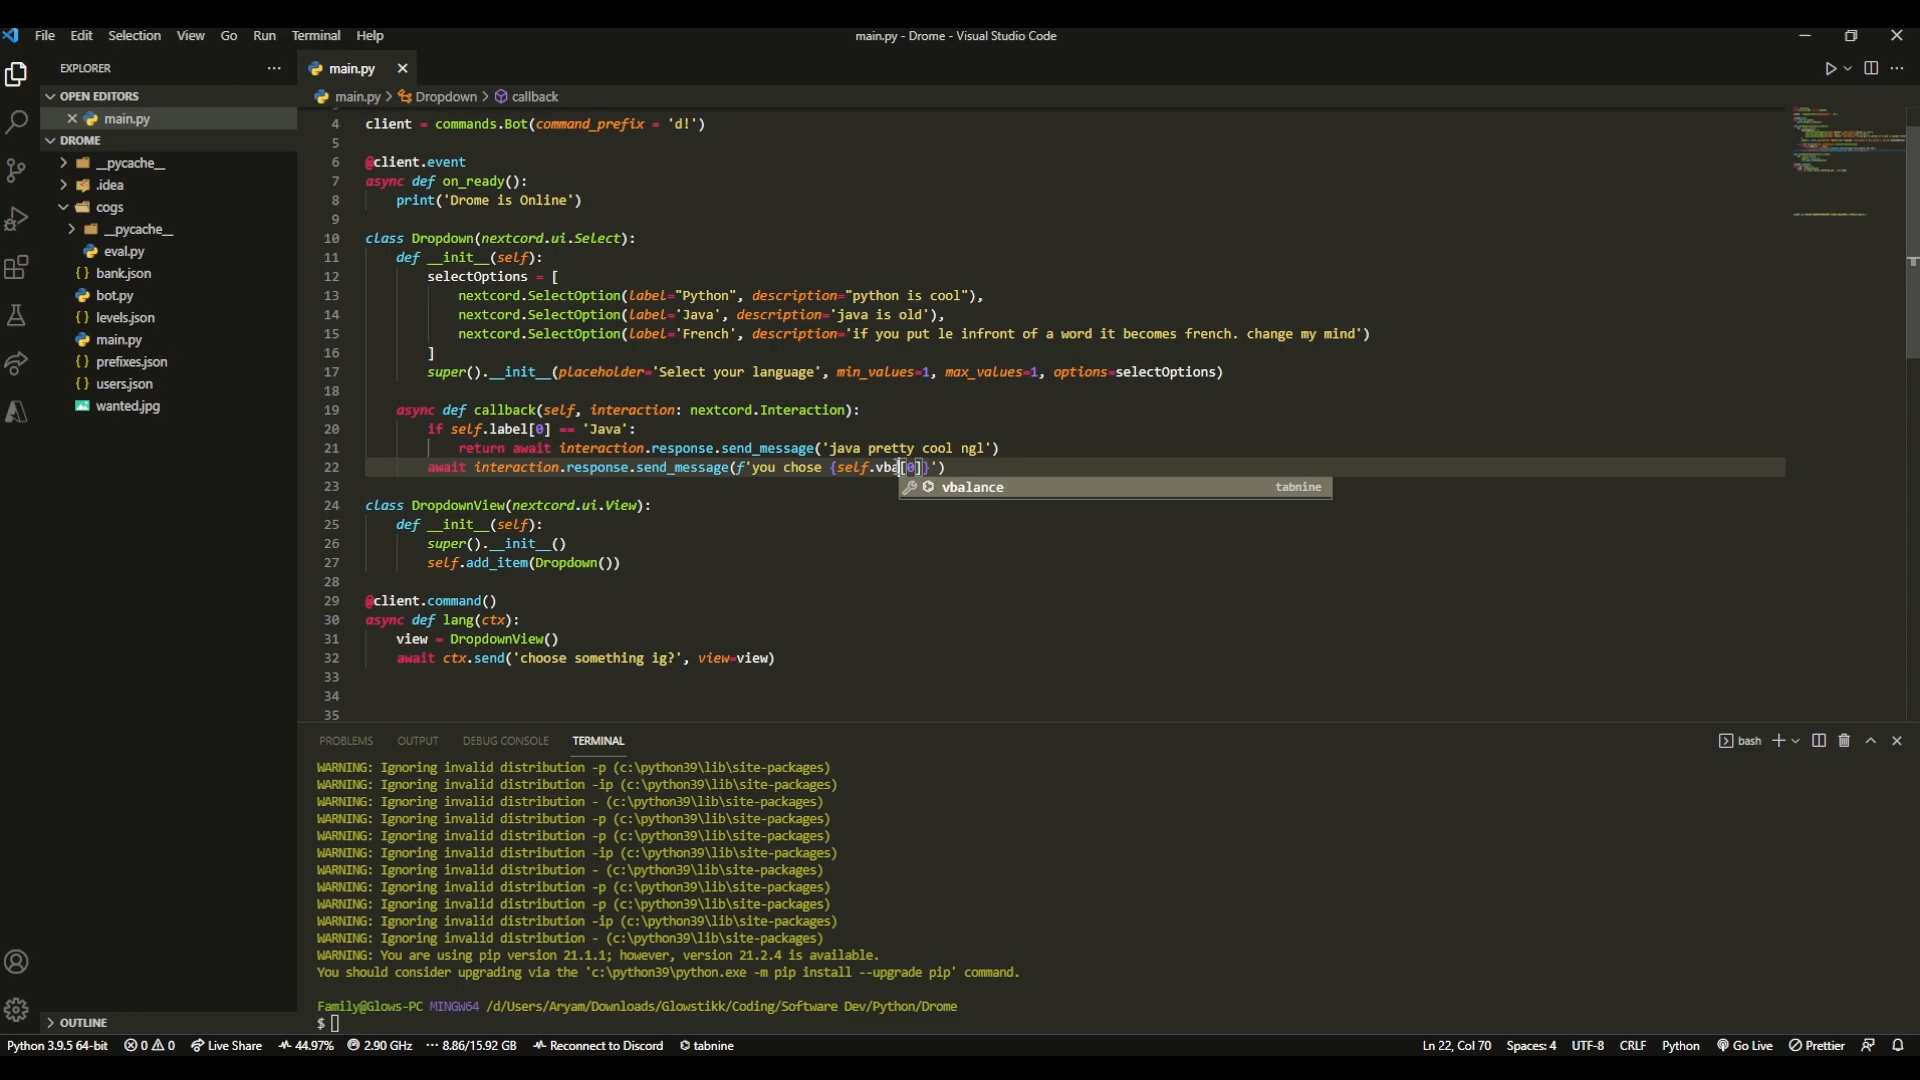 File Edit Selection View Go Run Terminal Help
main.py - Drome - Visual Studio Code
EXPLORER
OPEN EDITORS
main.py
DROME
__pycache__
.idea
cogs
__pycache__
eval.py
bank.json
bot.py
levels.json
main.py
prefixes.json
users.json
wanted.jpg
OUTLINE
main.py
main.py > Dropdown > callback
4 client = commands.Bot(command_prefix = 'd!')
5
6 @client.event
7 async def on_ready():
8 print('Drome is Online')
9
10 class Dropdown(nextcord.ui.Select):
11 def __init__(self):
12 selectOptions = [
13 nextcord.SelectOption(label="Python", description="python is cool"),
14 nextcord.SelectOption(label='Java', description='java is old'),
15 nextcord.SelectOption(label='French', description='if you put le infront of a word it becomes french. change my mind')
16 ]
17 super().__init__(placeholder='Select your language', min_values=1, max_values=1, options=selectOptions)
18
19 async def callback(self, interaction: nextcord.Interaction):
20 if self.label[0] == 'Java':
21 return await interaction.response.send_message('java pretty cool ngl')
22 await interaction.response.send_message(f'you chose {self.vba[0]}')
vbalance tabnine
23
24 class DropdownView(nextcord.ui.View):
25 def __init__(self):
26 super().__init__()
27 self.add_item(Dropdown())
28
29 @client.command()
30 async def lang(ctx):
31 view = DropdownView()
32 await ctx.send('choose something ig?', view=view)
33
34
35
PROBLEMS OUTPUT DEBUG CONSOLE TERMINAL
bash
WARNING: Ignoring invalid distribution -p (c:\python39\lib\site-packages)
WARNING: Ignoring invalid distribution -ip (c:\python39\lib\site-packages)
WARNING: Ignoring invalid distribution - (c:\python39\lib\site-packages)
WARNING: Ignoring invalid distribution -p (c:\python39\lib\site-packages)
WARNING: Ignoring invalid distribution -p (c:\python39\lib\site-packages)
WARNING: Ignoring invalid distribution -ip (c:\python39\lib\site-packages)
WARNING: Ignoring invalid distribution - (c:\python39\lib\site-packages)
WARNING: Ignoring invalid distribution -p (c:\python39\lib\site-packages)
WARNING: Ignoring invalid distribution -p (c:\python39\lib\site-packages)
WARNING: Ignoring invalid distribution -ip (c:\python39\lib\site-packages)
WARNING: Ignoring invalid distribution - (c:\python39\lib\site-packages)
WARNING: You are using pip version 21.1.1; however, version 21.2.4 is available.
You should consider upgrading via the 'c:\python39\python.exe -m pip install --upgrade pip' command.
Family@Glows-PC MINGW64 /d/Users/Aryam/Downloads/Glowstikk/Coding/Software Dev/Python/Drome
$
Python 3.9.5 64-bit 0 0 Live Share 44.97% 2.90 GHz 8.86/15.92 GB Reconnect to Discord tabnine Ln 22, Col 70 Spaces: 4 UTF-8 CRLF Python Go Live Prettier